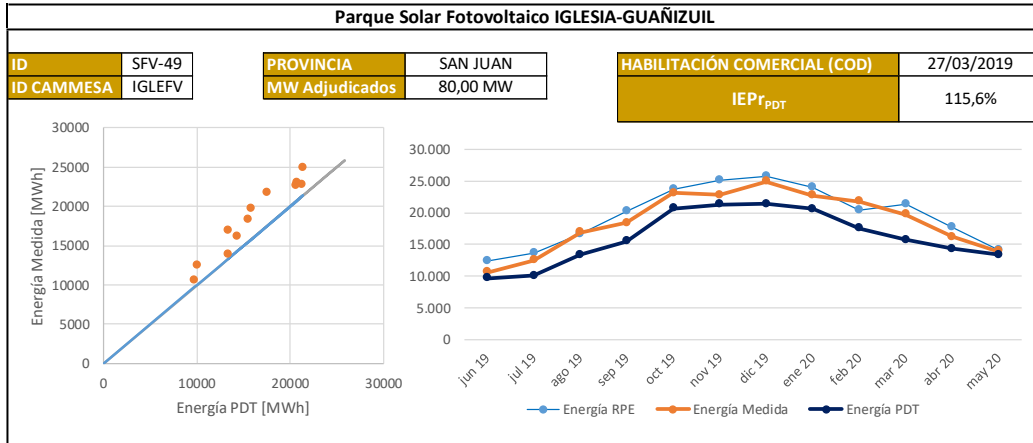 Parque Solar Fotovoltaico IGLESIA-GUAÑIZUIL
ID SFV-49 PROVINCIA SAN JUAN HABILITACIÓN COMERCIAL (COD) 27/03/2019
ID CAMMESA IGLEFV MW Adjudicados 80,00 MW IEPrPDT 115,6%
Energía Medida [MWh]
30000
25000
20000
15000
10000
5000
0
0 10000 20000 30000
Energía PDT [MWh]
30.000
25.000
20.000
15.000
10.000
5.000
0
jun 19 jul 19 ago 19 sep 19 oct 19 nov 19 dic 19 ene 20 feb 20 mar 20 abr 20 may 20
Energía RPE Energía Medida Energía PDT